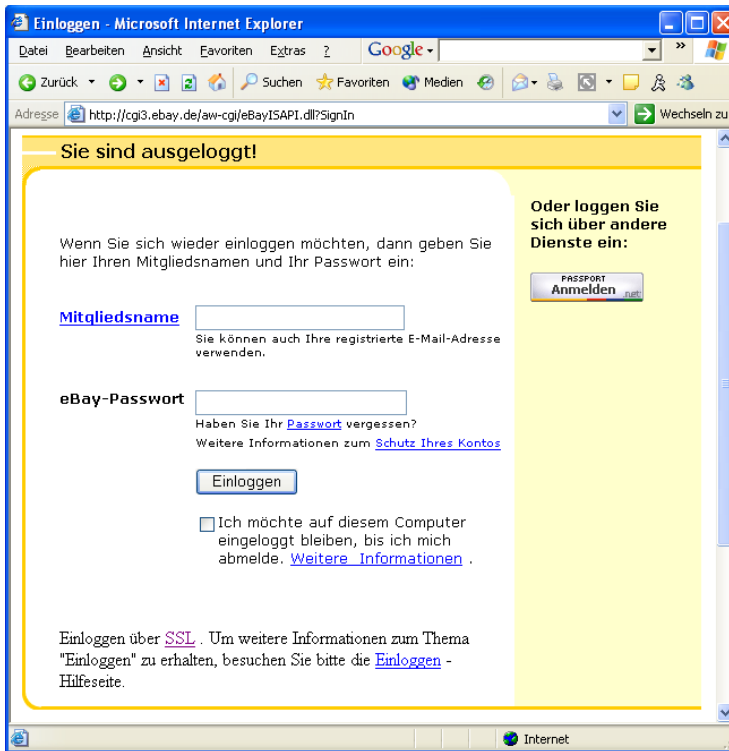 Einloggen - Microsoft Internet Explorer
Datei Bearbeiten Ansicht Favoriten Extras ? Google
Zurück Suchen Favoriten Medien
Adresse http://cgi3.ebay.de/aw-cgi/eBayISAPI.dll?SignIn Wechseln zu
Sie sind ausgeloggt!
Wenn Sie sich wieder einloggen möchten, dann geben Sie
hier Ihren Mitgliedsnamen und Ihr Passwort ein:
Mitgliedsname
Sie können auch Ihre registrierte E-Mail-Adresse
verwenden.
eBay-Passwort
Haben Sie Ihr Passwort vergessen?
Weitere Informationen zum Schutz Ihres Kontos
Einloggen
Ich möchte auf diesem Computer
eingeloggt bleiben, bis ich mich
abmelde. Weitere Informationen .
Einloggen über SSL . Um weitere Informationen zum Thema
"Einloggen" zu erhalten, besuchen Sie bitte die Einloggen -
Hilfeseite.
Oder loggen Sie
sich über andere
Dienste ein:
PASSPORT
Anmelden .net
Internet